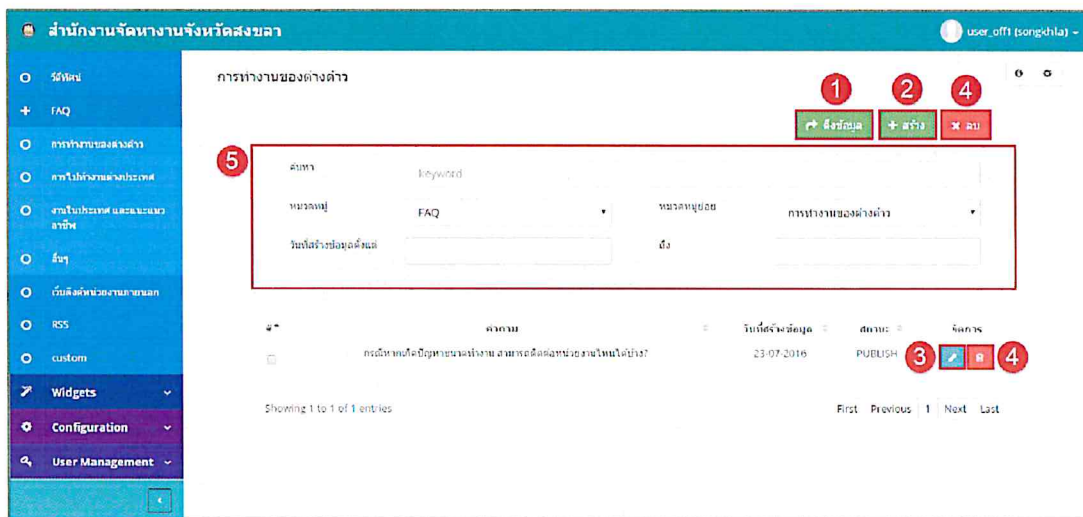 สำนักงานจัดหางานจังหวัดสงขลา
user_off1 (songkhla)
วีดีทัศน์
FAQ
การทำงานของต่างด้าว
การไปทำงานต่างประเทศ
งานในประเทศ และแนะแนว
อาชีพ
อื่นๆ
เว็บลิงค์หน่วยงานภายนอก
RSS
custom
Widgets
Configuration
User Management
การทำงานของต่างด้าว
1 2 4
ดึงข้อมูล + สร้าง × ลบ
5
ค้นหา keyword
หมวดหมู่ FAQ หมวดหมู่ย่อย การทำงานของต่างด้าว
วันที่สร้างข้อมูลตั้งแต่ ถึง
# คำถาม วันที่สร้างข้อมูล สถานะ จัดการ
กรณีหากเกิดปัญหาขณะทำงาน สามารถติดต่อหน่วยงานไหนได้บ้าง? 23-07-2016 PUBLISH 3 4
Showing 1 to 1 of 1 entries First Previous 1 Next Last